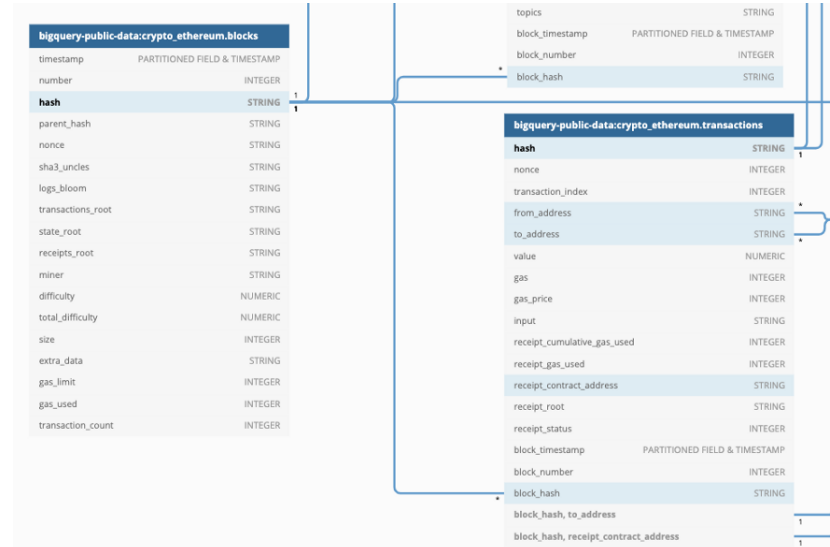 bigquery-public-data:crypto_ethereum.blocks
timestamp PARTITIONED FIELD & TIMESTAMP
number INTEGER
hash STRING
1
1
parent_hash STRING
nonce STRING
sha3_uncles STRING
logs_bloom STRING
transactions_root STRING
state_root STRING
receipts_root STRING
miner STRING
difficulty NUMERIC
total_difficulty NUMERIC
size INTEGER
extra_data STRING
gas_limit INTEGER
gas_used INTEGER
transaction_count INTEGER
topics STRING
block_timestamp PARTITIONED FIELD & TIMESTAMP
block_number INTEGER
* block_hash STRING
bigquery-public-data:crypto_ethereum.transactions
hash STRING
1
nonce INTEGER
transaction_index INTEGER
from_address STRING *
to_address STRING *
value NUMERIC
gas INTEGER
gas_price INTEGER
input STRING
receipt_cumulative_gas_used INTEGER
receipt_gas_used INTEGER
receipt_contract_address STRING
receipt_root STRING
receipt_status INTEGER
block_timestamp PARTITIONED FIELD & TIMESTAMP
block_number INTEGER
* block_hash STRING
block_hash, to_address
1
block_hash, receipt_contract_address
1